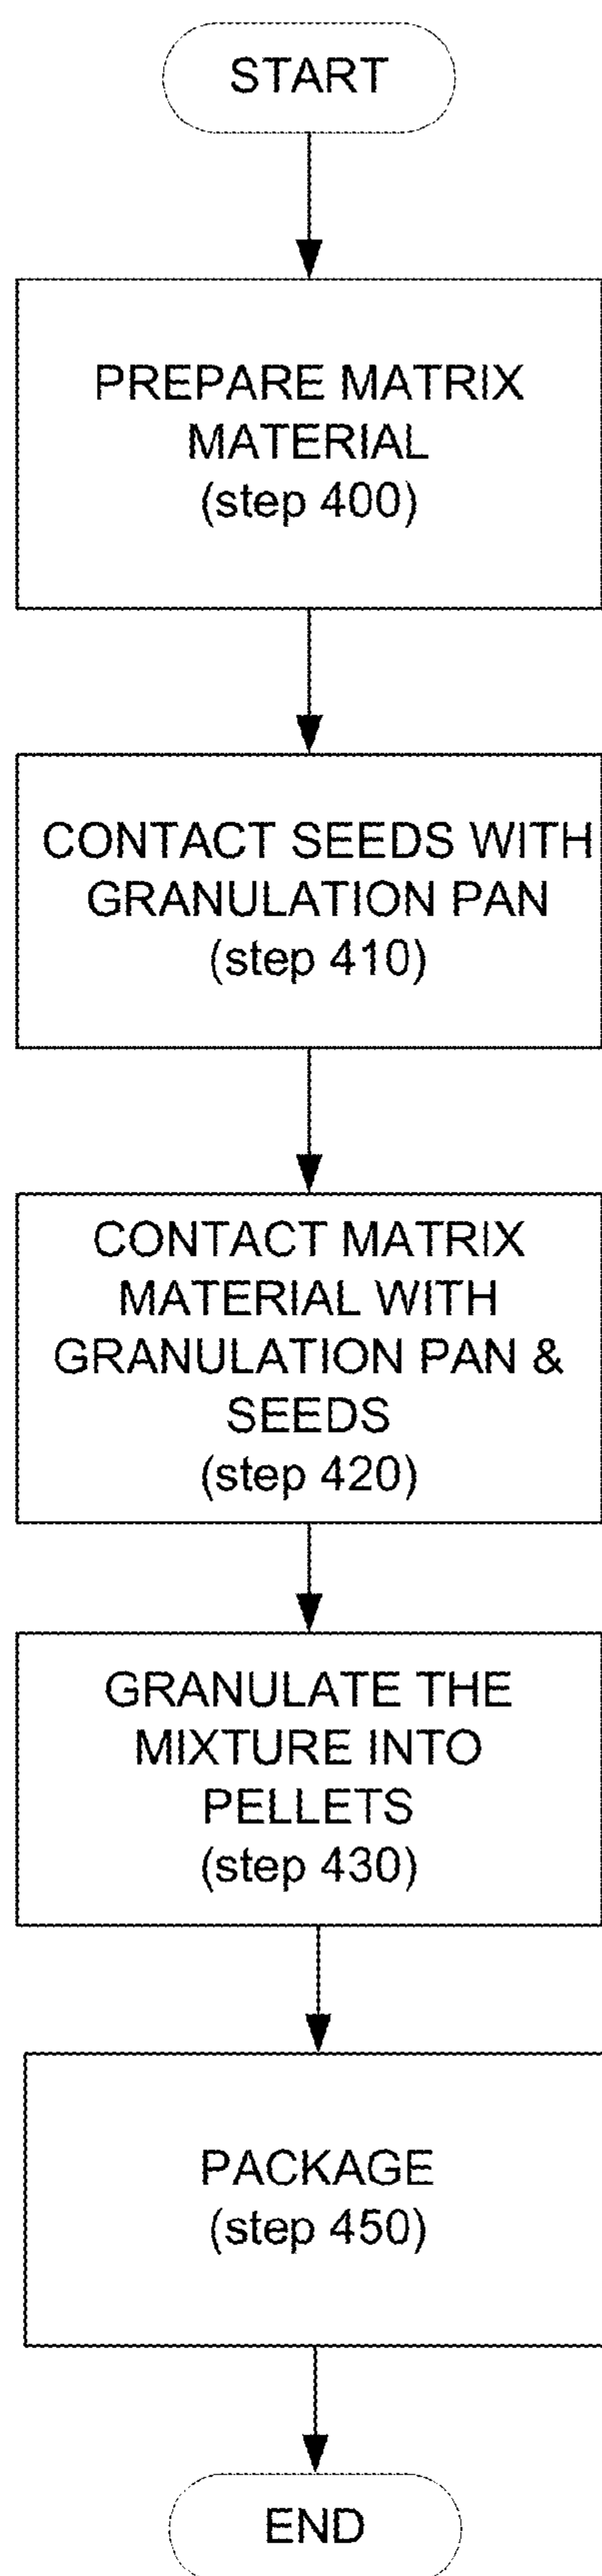 START
PREPARE MATRIX
MATERIAL
(step 400)
CONTACT SEEDS WITH
GRANULATION PAN
(step 410)
CONTACT MATRIX
MATERIAL WITH
GRANULATION PAN &
SEEDS
(step 420)
GRANULATE THE
MIXTURE INTO
PELLETS
(step 430)
PACKAGE
(step 450)
END